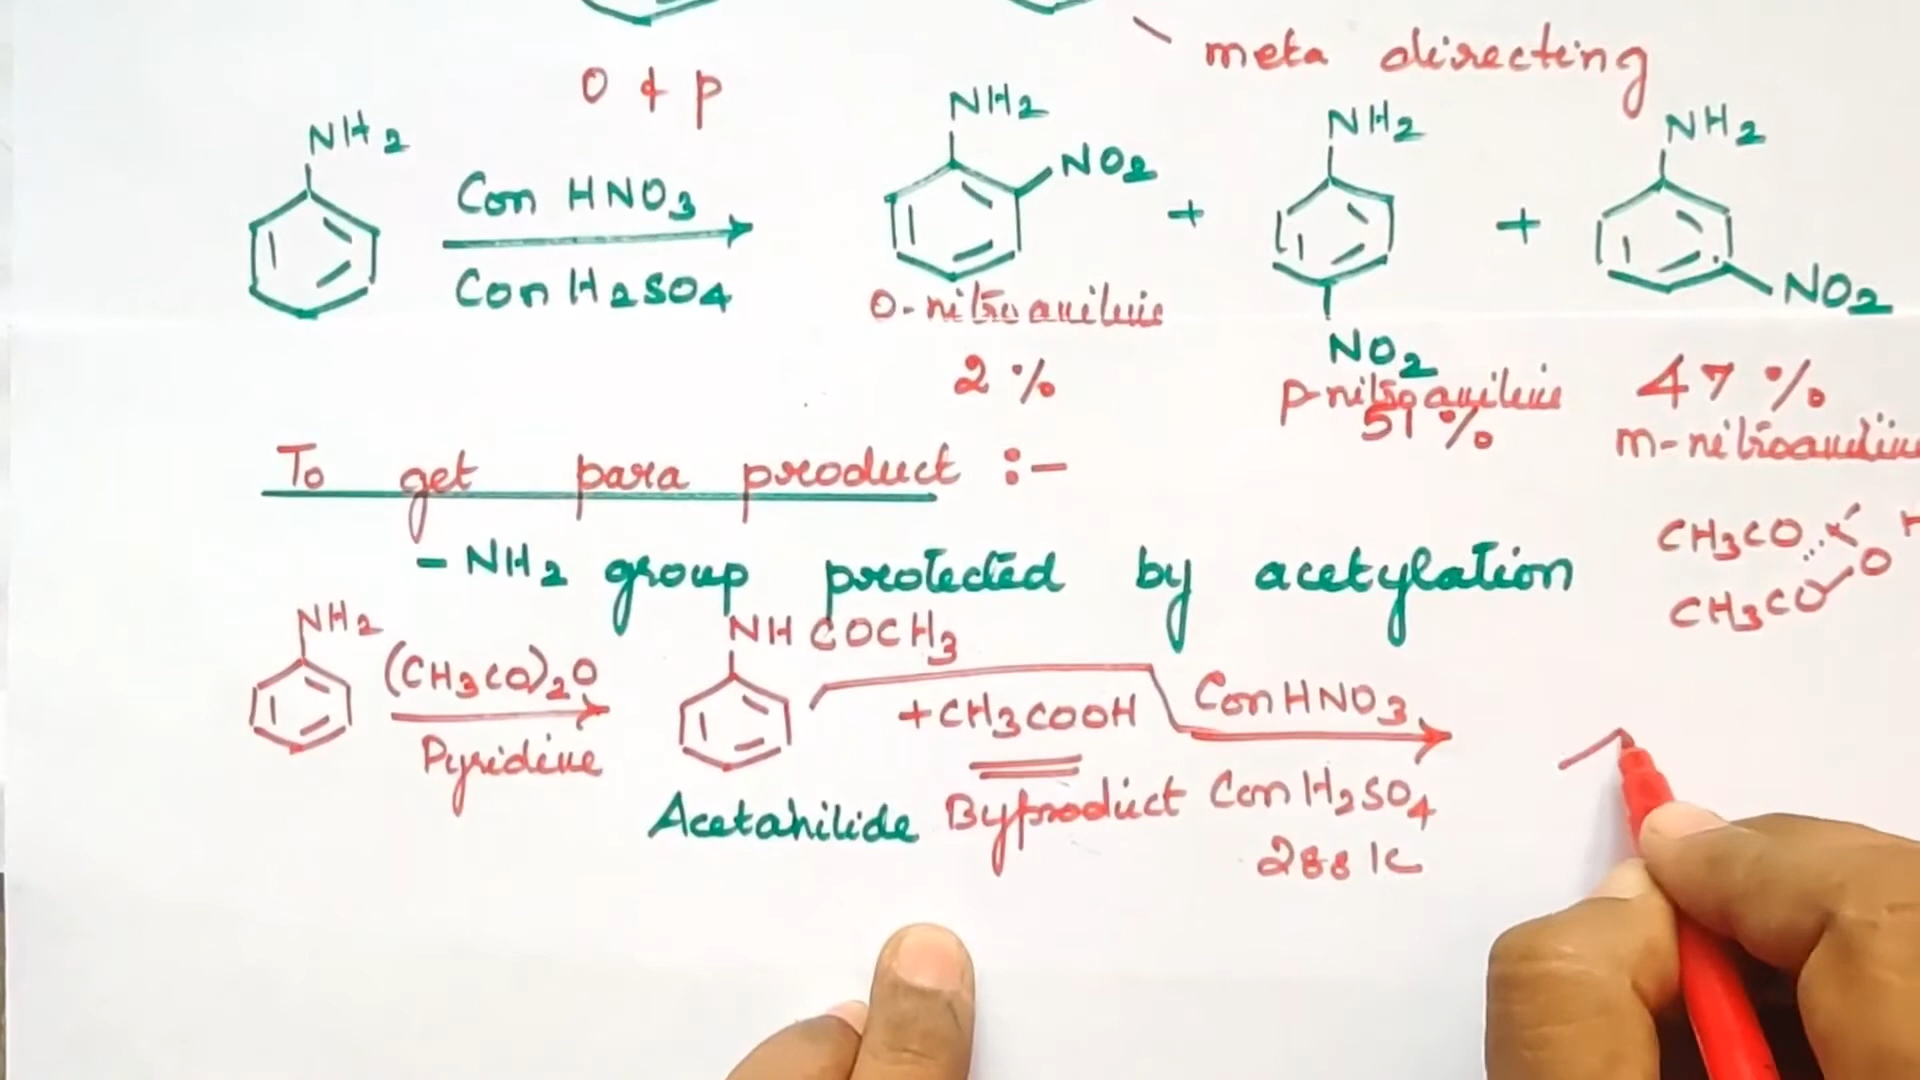 meta directing
O & p
NH2
Con HNO3
Con H2SO4
NH2
NO2
+
NH2
NO2
+
NH2
NO2
O-nitroaniline
2 %
p-nitroaniline
51 %
47 %
m-nitroaniline
To get para product :-
-NH2 group protected by acetylation
CH3CO
O
H
CH3CO
NH2
(CH3CO)2O
Pyridine
NHCOCH3
Acetanilide
+CH3COOH
Byproduct
Con HNO3
Con H2SO4
288 K